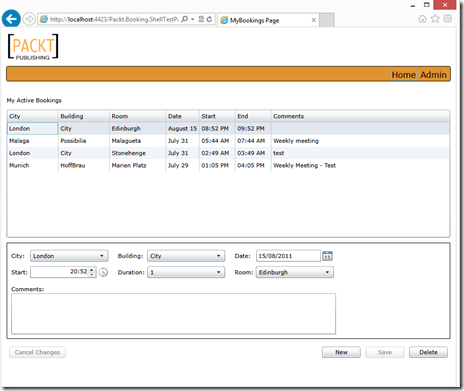 http://localhost:4423/Packt.Booking.ShellTestP
MyBookings Page
[PACKT]
PUBLISHING
Home Admin
My Active Bookings
City Building Room Date Start End Comments
London City Edinburgh August 15 08:52 PM 09:52 PM
Malaga Possibilia Malagueta July 31 05:44 AM 07:44 AM Weekly meeting
London City Stonehenge July 31 02:49 AM 03:49 AM test
Munich HoffBrau Marien Platz July 29 01:05 PM 04:05 PM Weekly Meeting - Test
City: London Building: City Date: 15/08/2011 15
Start: 20:52 Duration: 1 Room: Edinburgh
Comments:
Cancel Changes New Save Delete